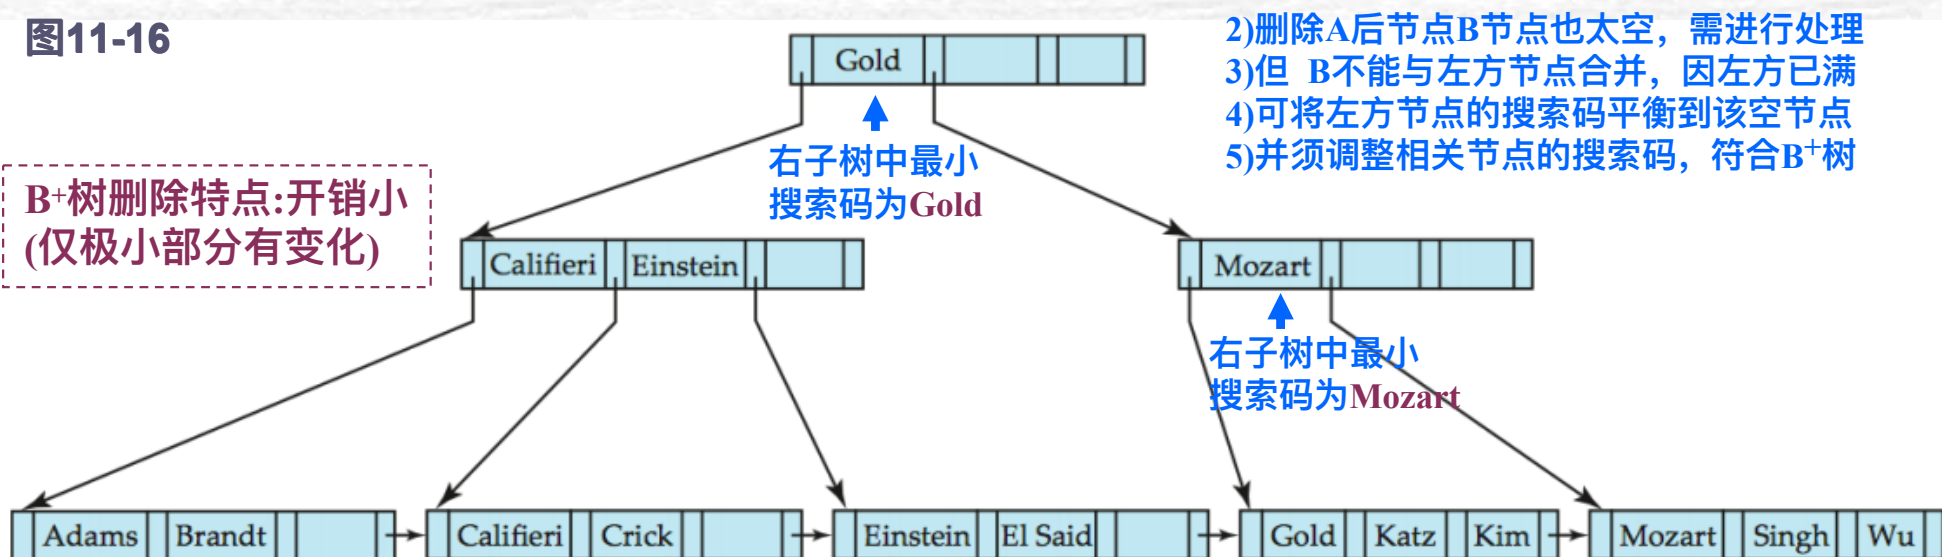 图11-16
2)删除A后节点B节点也太空，需进行处理
3)但 B不能与左方节点合并，因左方已满
4)可将左方节点的搜索码平衡到该空节点
5)并须调整相关节点的搜索码，符合B+树
Gold
右子树中最小
搜索码为Gold
B+树删除特点:开销小
(仅极小部分有变化)
Califieri Einstein
Mozart
右子树中最小
搜索码为Mozart
Adams Brandt Califieri Crick Einstein El Said Gold Katz Kim Mozart Singh Wu